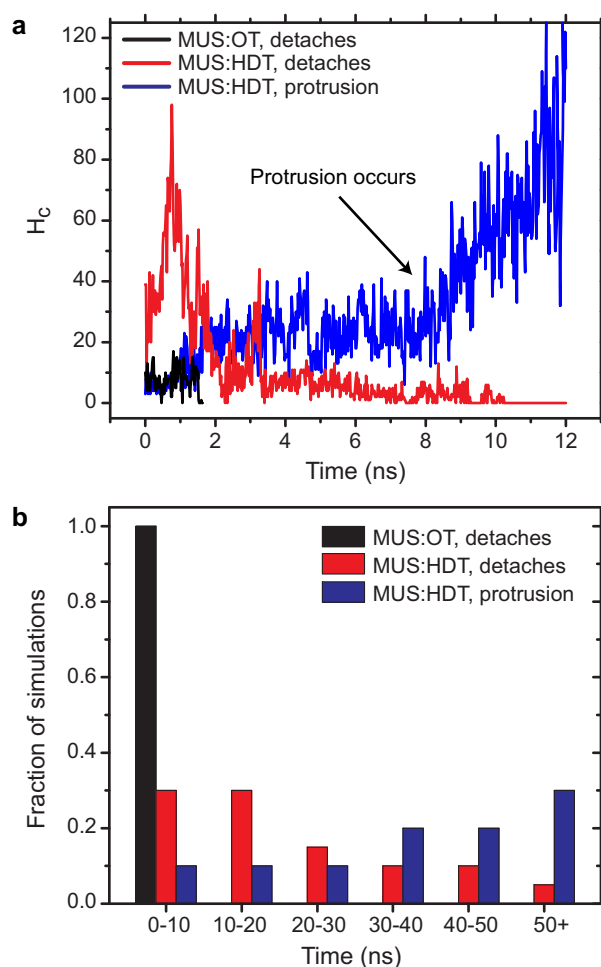 a
MUS:OT, detaches
MUS:HDT, detaches
MUS:HDT, protrusion
Protrusion occurs
H_c
120
100
80
60
40
20
0
0 2 4 6 8 10 12
Time (ns)
b
MUS:OT, detaches
MUS:HDT, detaches
MUS:HDT, protrusion
Fraction of simulations
1.0
0.8
0.6
0.4
0.2
0.0
0-10 10-20 20-30 30-40 40-50 50+
Time (ns)